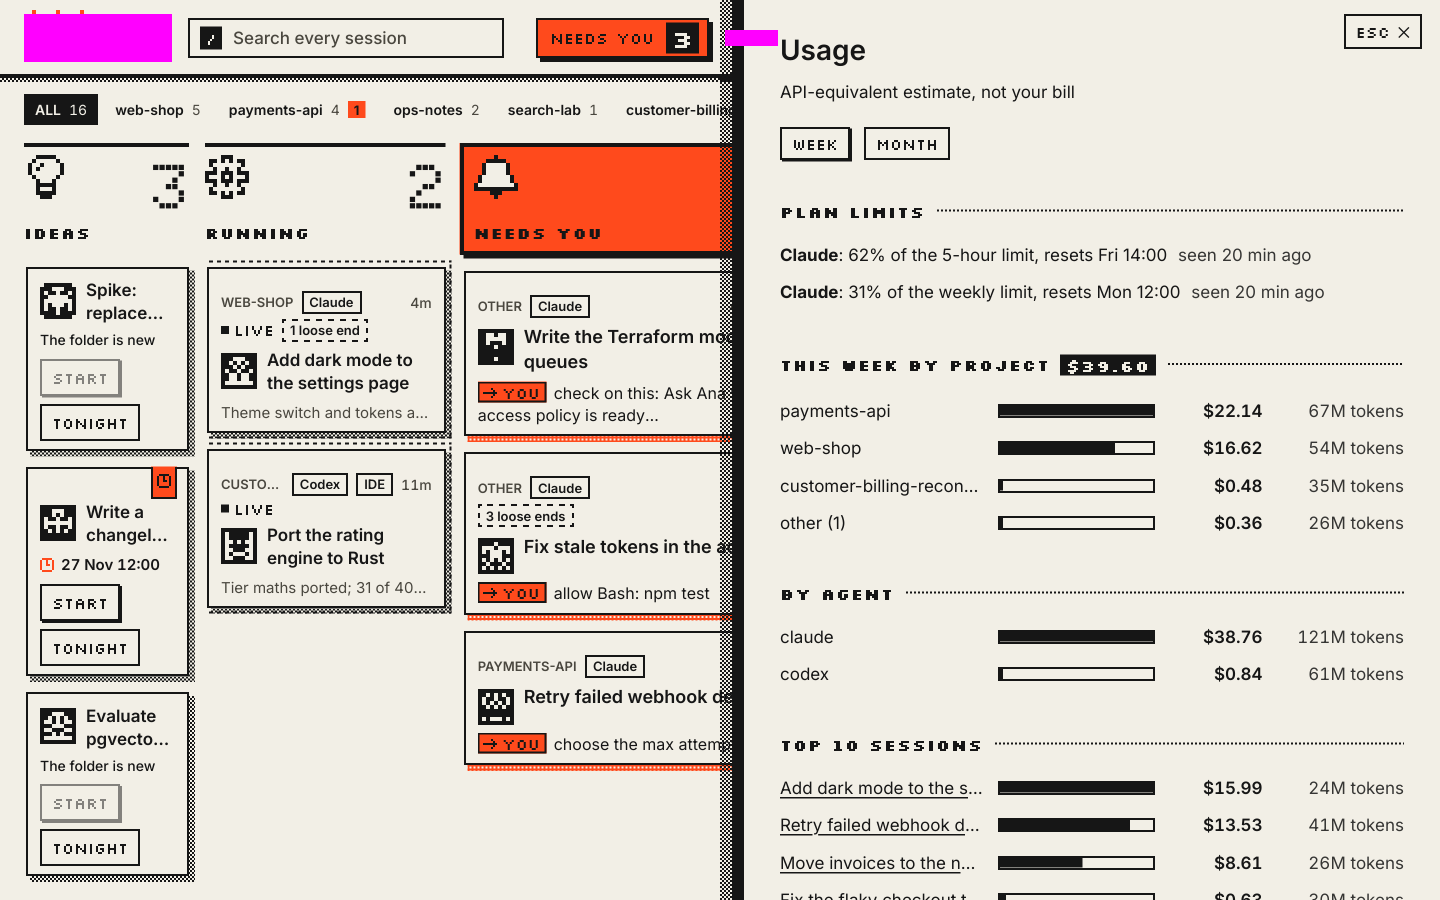 / Search every session
NEEDS YOU 3
ALL 16 web-shop 5 payments-api 4 1 ops-notes 2 search-lab 1 customer-billing
3
IDEAS
Spike:
replace...
The folder is new
START
TONIGHT
Write a
changel...
27 Nov 12:00
START
TONIGHT
Evaluate
pgvecto...
The folder is new
START
TONIGHT
2
RUNNING
WEB-SHOP Claude 4m
LIVE 1 loose end
Add dark mode to
the settings page
Theme switch and tokens a...
CUSTO... Codex IDE 11m
LIVE
Port the rating
engine to Rust
Tier maths ported; 31 of 40...
NEEDS YOU
OTHER Claude
Write the Terraform
queues
→ YOU check on this: Ask Ana
access policy is ready...
OTHER Claude
3 loose ends
Fix stale tokens in the
→ YOU allow Bash: npm test
PAYMENTS-API Claude
Retry failed webhook
→ YOU choose the max
ESC ×
Usage
API-equivalent estimate, not your bill
WEEK MONTH
PLAN LIMITS
Claude: 62% of the 5-hour limit, resets Fri 14:00 seen 20 min ago
Claude: 31% of the weekly limit, resets Mon 12:00 seen 20 min ago
THIS WEEK BY PROJECT $39.60
payments-api $22.14 67M tokens
web-shop $16.62 54M tokens
customer-billing-recon... $0.48 35M tokens
other (1) $0.36 26M tokens
BY AGENT
claude $38.76 121M tokens
codex $0.84 61M tokens
TOP 10 SESSIONS
Add dark mode to the s... $15.99 24M tokens
Retry failed webhook d... $13.53 41M tokens
Move invoices to the n... $8.61 26M tokens
Fix the flaky checkout t... $0.63 30M tokens